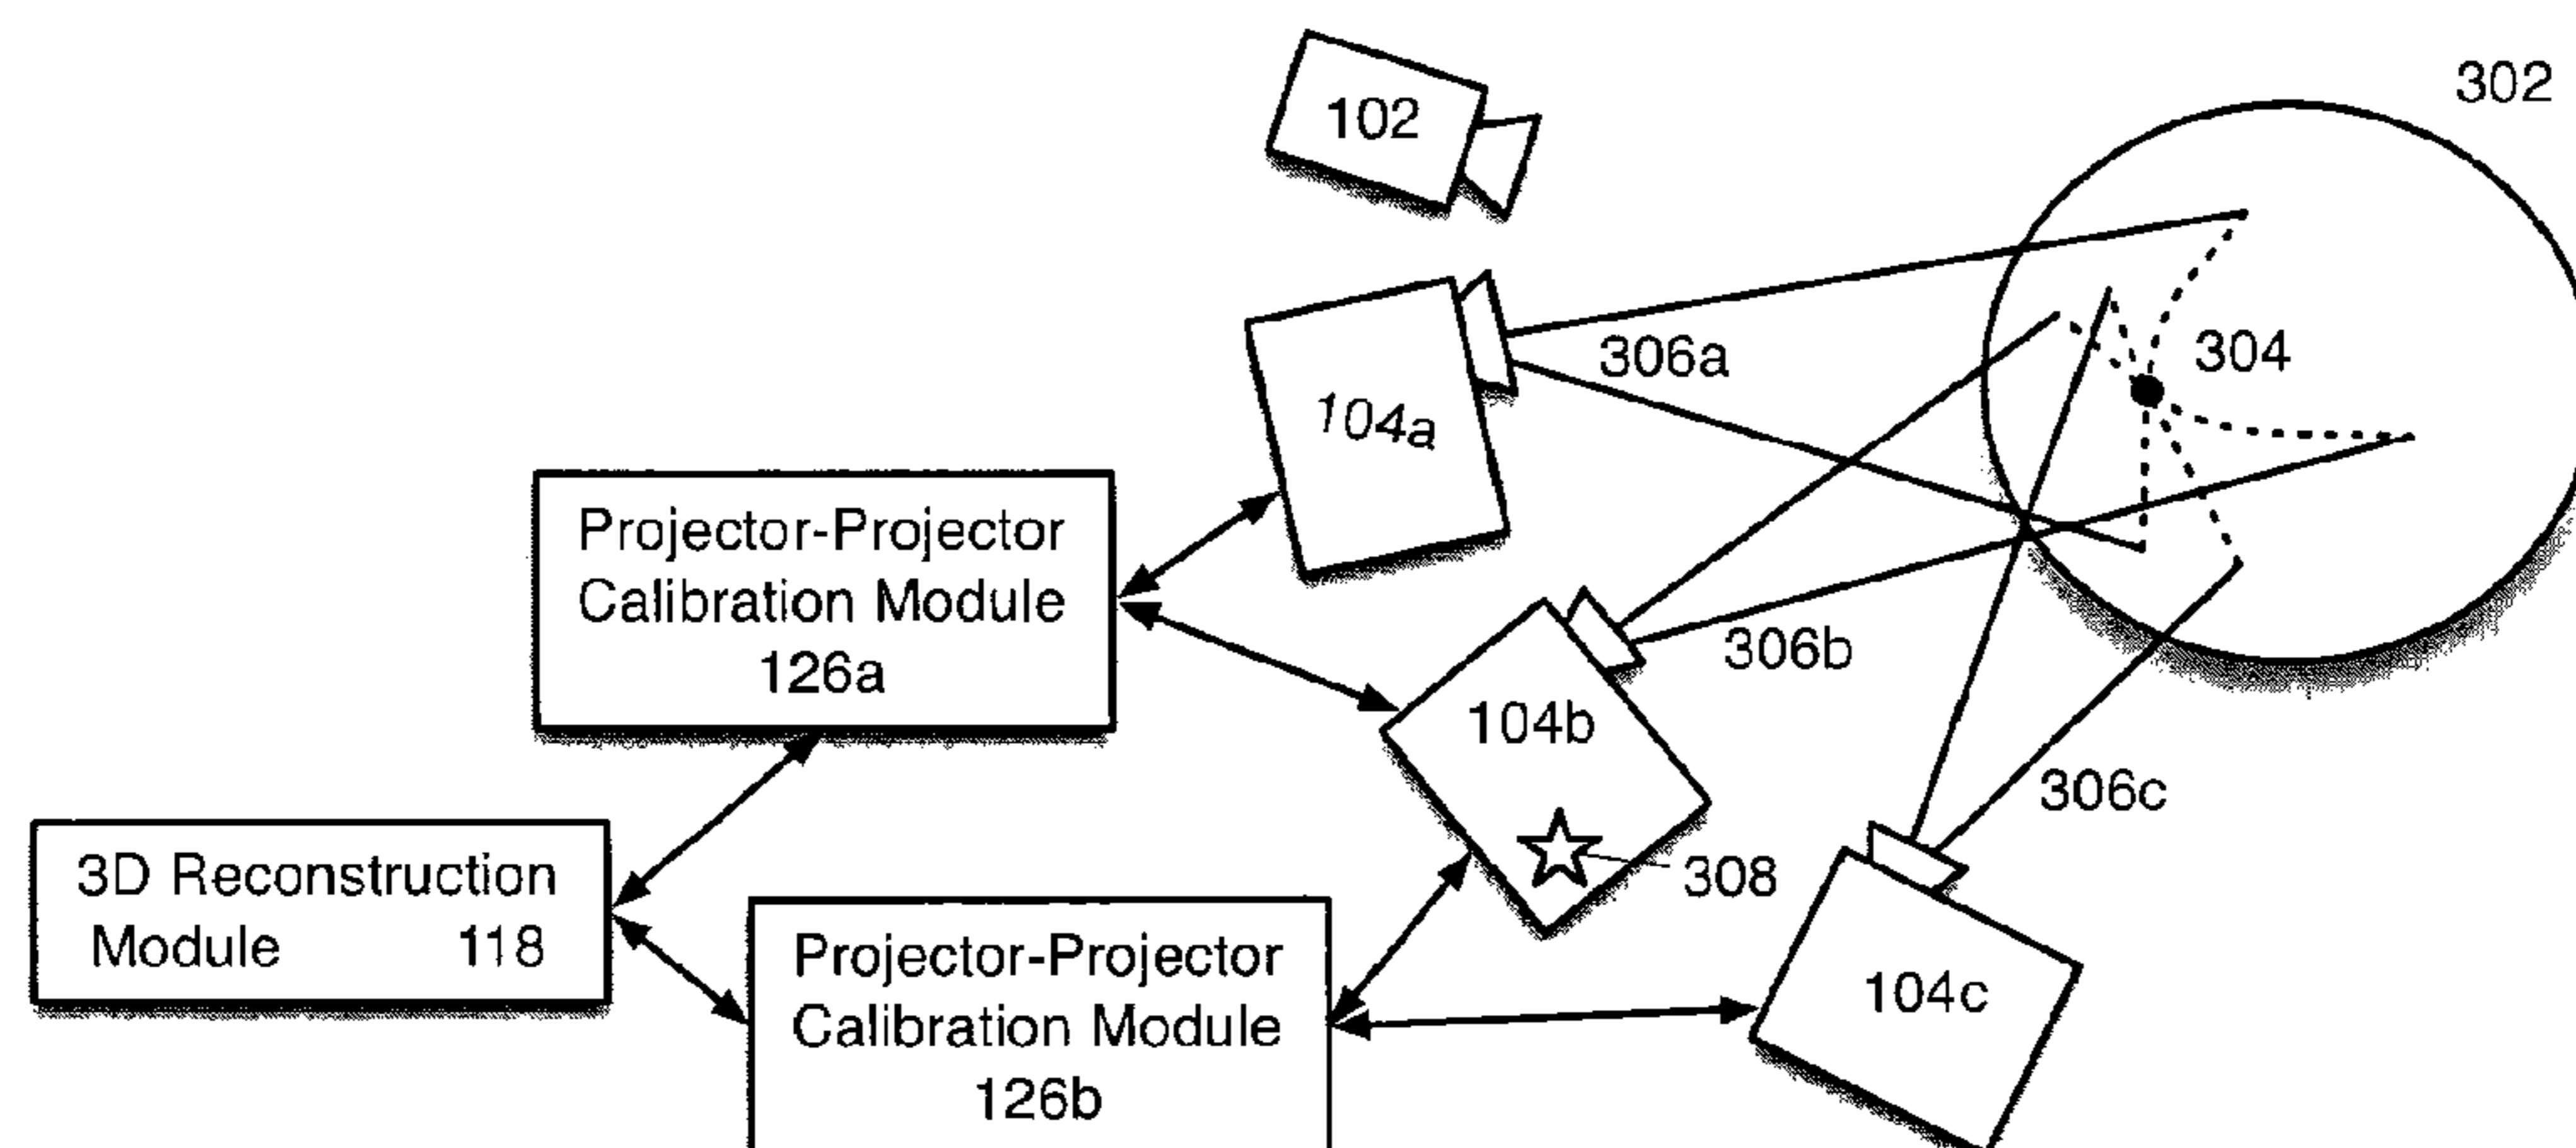 302
102
306a
304
104a
Projector-Projector
Calibration Module
126a
306b
104b
306c
3D Reconstruction
Module 118
308
Projector-Projector
Calibration Module
126b
104c